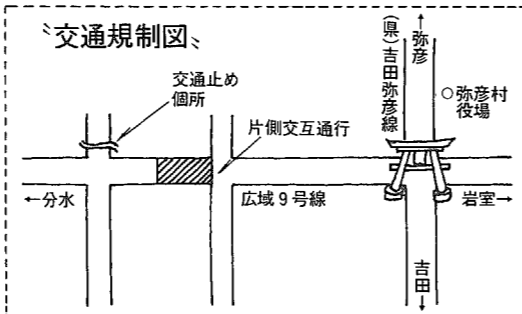 〝交通規制図〟
交通止め
個所
片側交互通行
(県)吉田弥彦線
↑弥彦
○弥彦村
役場
←分水
広域9号線
岩室→
吉田→